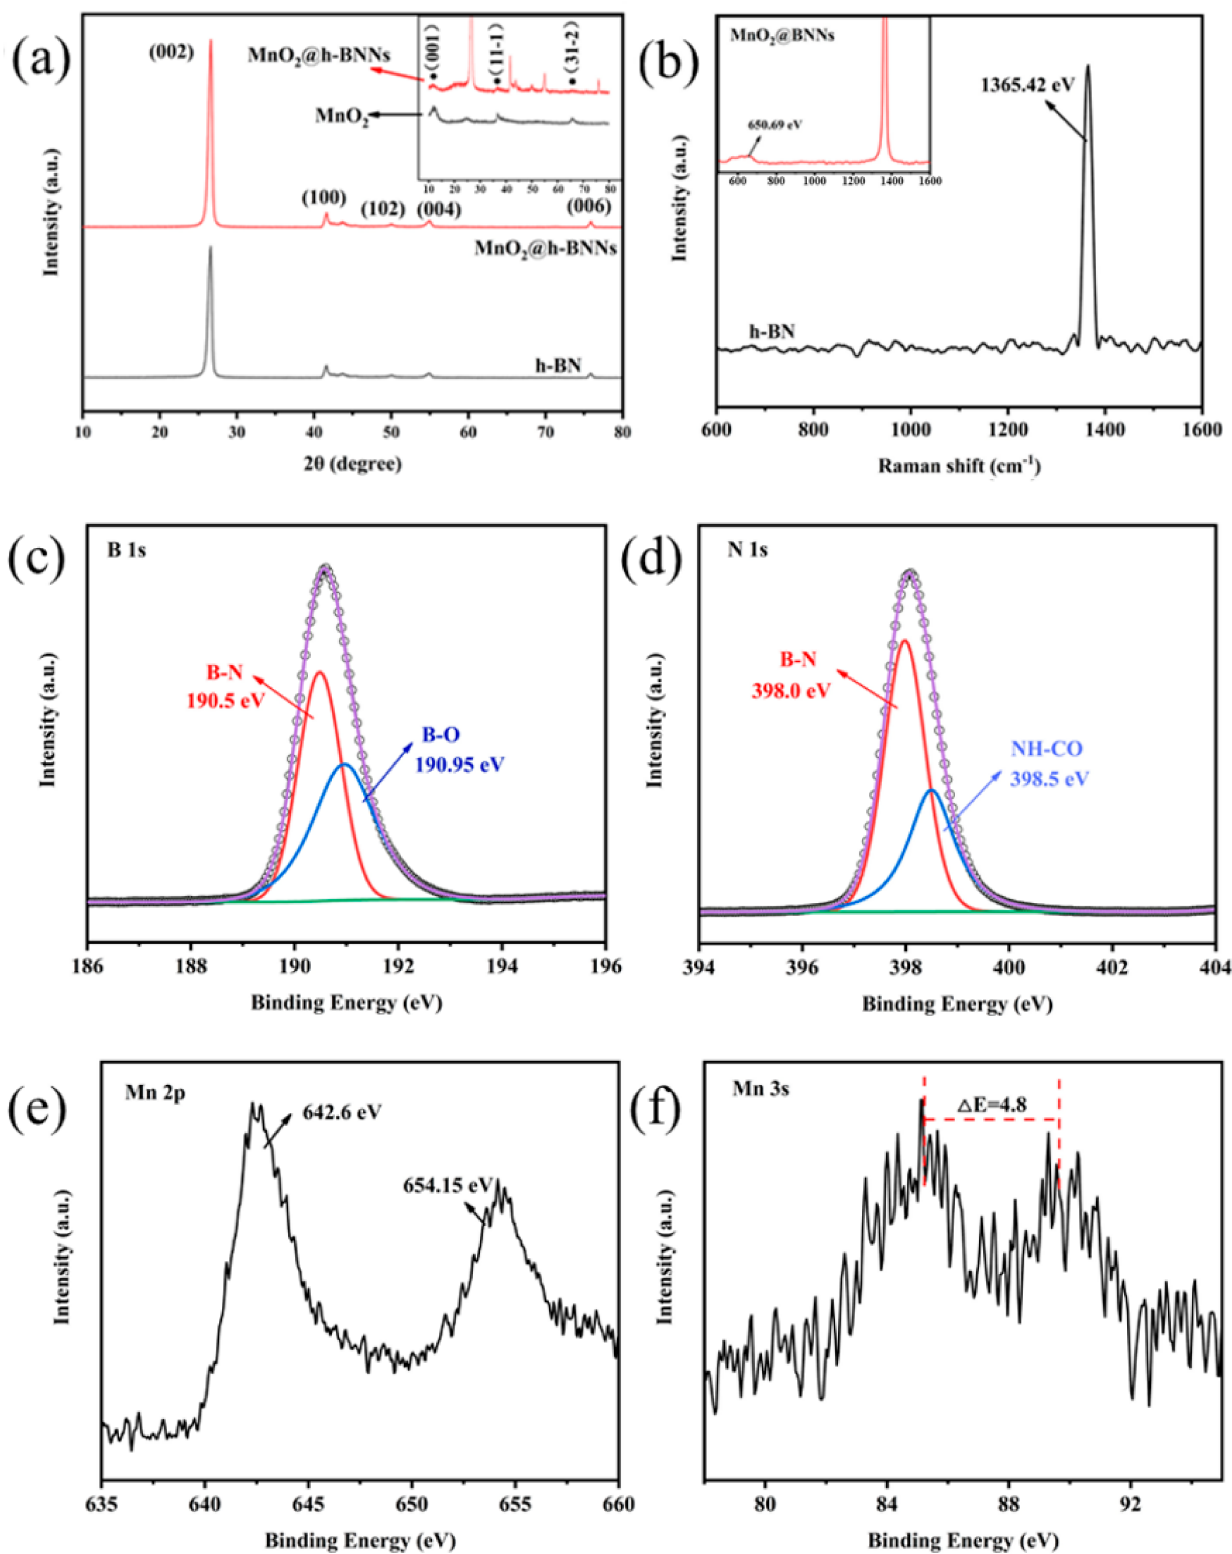 (a)
(002)
MnO₂@h-BNNs
MnO₂
(001)
(11-1)
(31-2)
10 20 30 40 50 60 70 80
(100)
(102)
(004)
(006)
MnO₂@h-BNNs
h-BN
Intensity (a.u.)
10 20 30 40 50 60 70 80
2θ (degree)
(b)
MnO₂@BNNs
650.69 eV
600 800 1000 1200 1400 1600
1365.42 eV
h-BN
Intensity (a.u.)
600 800 1000 1200 1400 1600
Raman shift (cm⁻¹)
(c)
B 1s
B-N
190.5 eV
B-O
190.95 eV
Intensity (a.u.)
186 188 190 192 194 196
Binding Energy (eV)
(d)
N 1s
B-N
398.0 eV
NH-CO
398.5 eV
Intensity (a.u.)
394 396 398 400 402 404
Binding Energy (eV)
(e)
Mn 2p
642.6 eV
654.15 eV
Intensity (a.u.)
635 640 645 650 655 660
Binding Energy (eV)
(f)
Mn 3s
△E=4.8
Intensity (a.u.)
80 84 88 92
Binding Energy (eV)